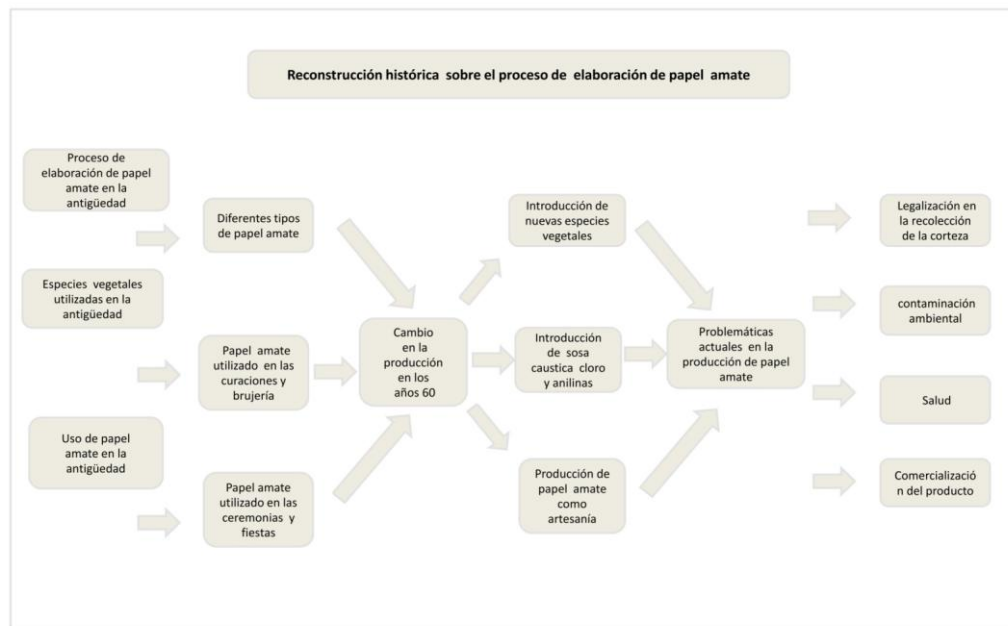 Reconstrucción histórica sobre el proceso de elaboración de papel amate
Proceso de
elaboración de papel
amate en la
antigüedad
Especies vegetales
utilizadas en la
antigüedad
Uso de papel
amate en la
antigüedad
Diferentes tipos
de papel amate
Papel amate
utilizado en las
curaciones y
brujería
Papel amate
utilizado en las
ceremonias y
fiestas
Cambio
en la
producción
en los
años 60
Introducción de
nuevas especies
vegetales
Introducción
de sosa
caustica cloro
y anilinas
Producción de
papel amate
como
artesanía
Problemáticas
actuales en la
producción de papel
amate
Legalización en
la recolección
de la corteza
contaminación
ambiental
Salud
Comercializació
n del producto